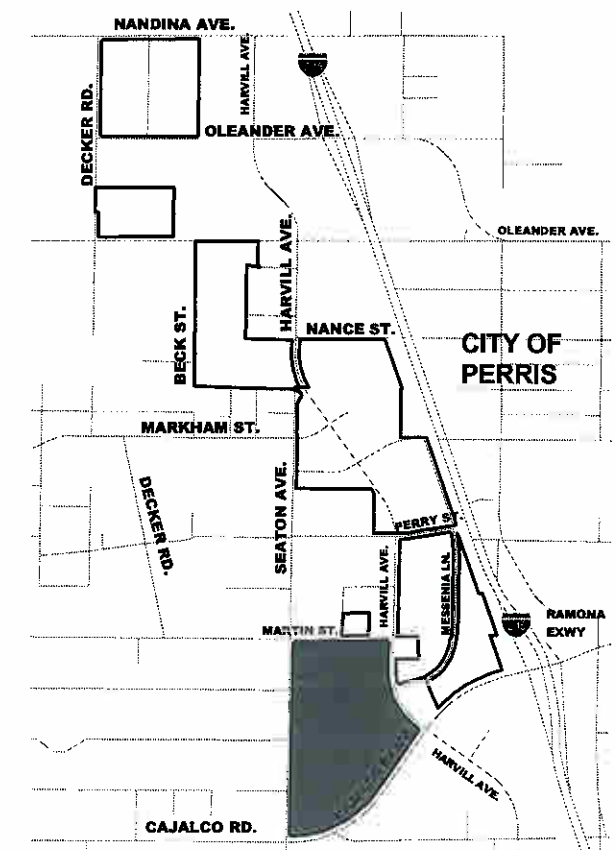 NANDINA AVE.
HARVILL AVE.
DECKER RD.
OLEANDER AVE.
OLEANDER AVE.
HARVILL AVE.
NANCE ST.
BECK ST.
CITY OF
PERRIS
MARKHAM ST.
DECKER RD.
SEATON AVE.
PERRY ST.
HARVILL AVE.
MESSENIA LN.
RAMONA
EXWY
MARTIN ST.
HARVILL AVE.
CAJALCO RD.